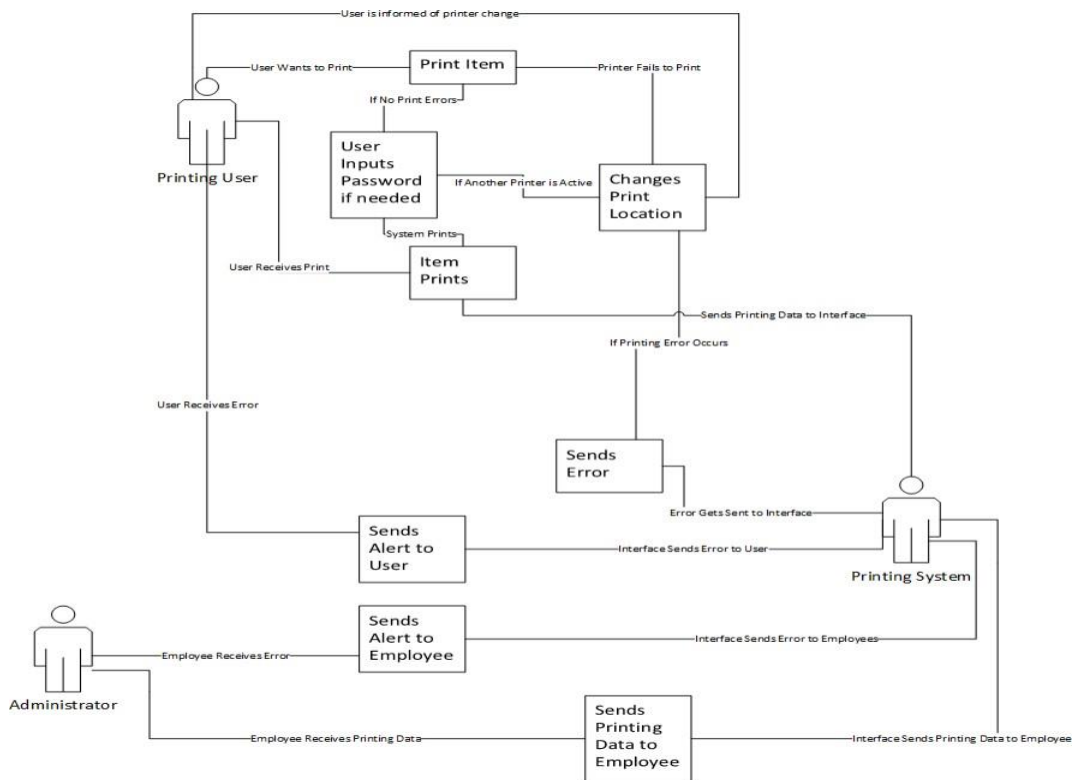 User is informed of printer change
User Wants to Print
Print Item
Printer Fails to Print
If No Print Errors
User
Inputs
Password
if needed
If Another Printer is Active
Changes
Print
Location
Printing User
System Prints
Item
Prints
User Receives Print
Sends Printing Data to Interface
If Printing Error Occurs
User Receives Error
Sends
Error
Error Gets Sent to Interface
Sends
Alert to
User
Interface Sends Error to User
Printing System
Sends
Alert to
Employee
Interface Sends Error to Employees
Employee Receives Error
Administrator
Sends
Printing
Data to
Employee
Employee Receives Printing Data
Interface Sends Printing Data to Employee